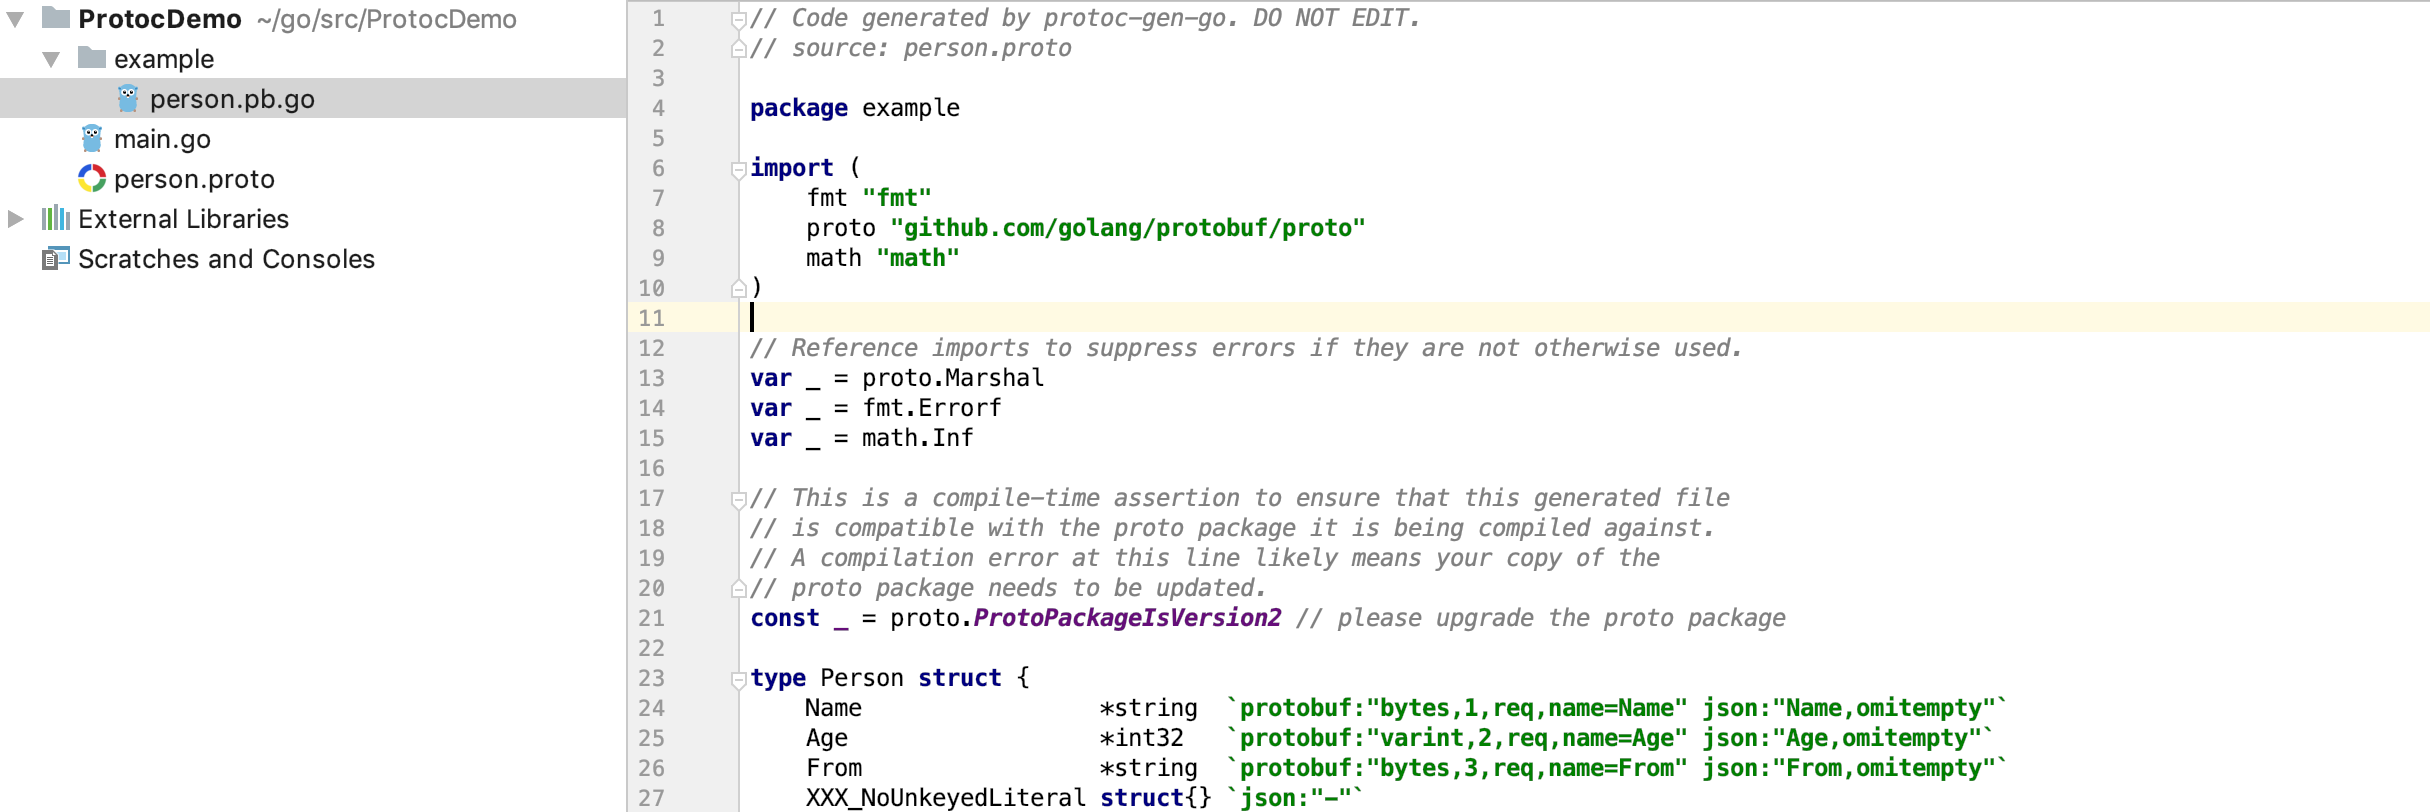 ProtocDemo ~/go/src/ProtocDemo
example
person.pb.go
main.go
person.proto
External Libraries
Scratches and Consoles
1 // Code generated by protoc-gen-go. DO NOT EDIT.
2 // source: person.proto
3
4 package example
5
6 import (
7 fmt "fmt"
8 proto "github.com/golang/protobuf/proto"
9 math "math"
10 )
11
12 // Reference imports to suppress errors if they are not otherwise used.
13 var _ = proto.Marshal
14 var _ = fmt.Errorf
15 var _ = math.Inf
16
17 // This is a compile-time assertion to ensure that this generated file
18 // is compatible with the proto package it is being compiled against.
19 // A compilation error at this line likely means your copy of the
20 // proto package needs to be updated.
21 const _ = proto.ProtoPackageIsVersion2 // please upgrade the proto package
22
23 type Person struct {
24 Name *string `protobuf:"bytes,1,req,name=Name" json:"Name,omitempty"`
25 Age *int32 `protobuf:"varint,2,req,name=Age" json:"Age,omitempty"`
26 From *string `protobuf:"bytes,3,req,name=From" json:"From,omitempty"`
27 XXX_NoUnkeyedLiteral struct{} `json:"-"`